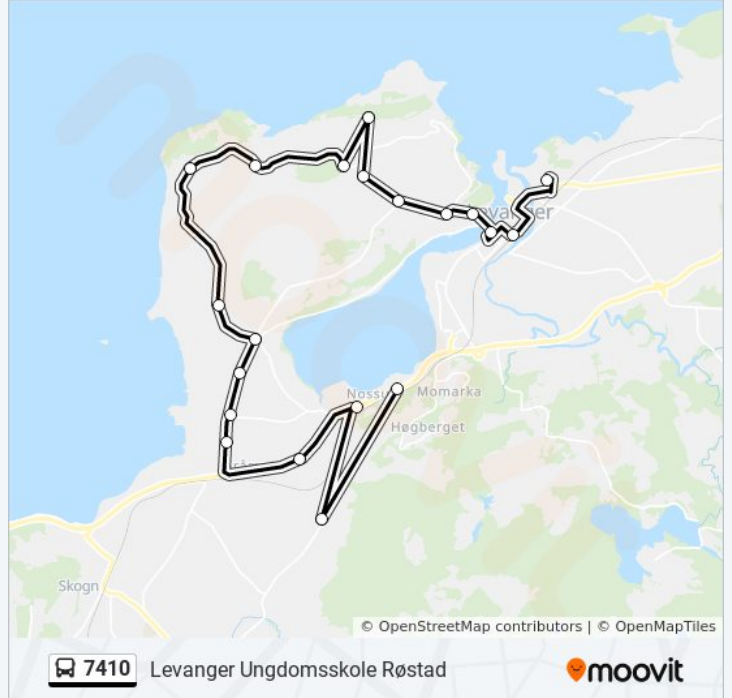 Levanger
Nossu
Momarka
Høgberget
Skogn
© OpenStreetMap contributors | © OpenMapTiles
7410 Levanger Ungdomsskole Røstad
moovit